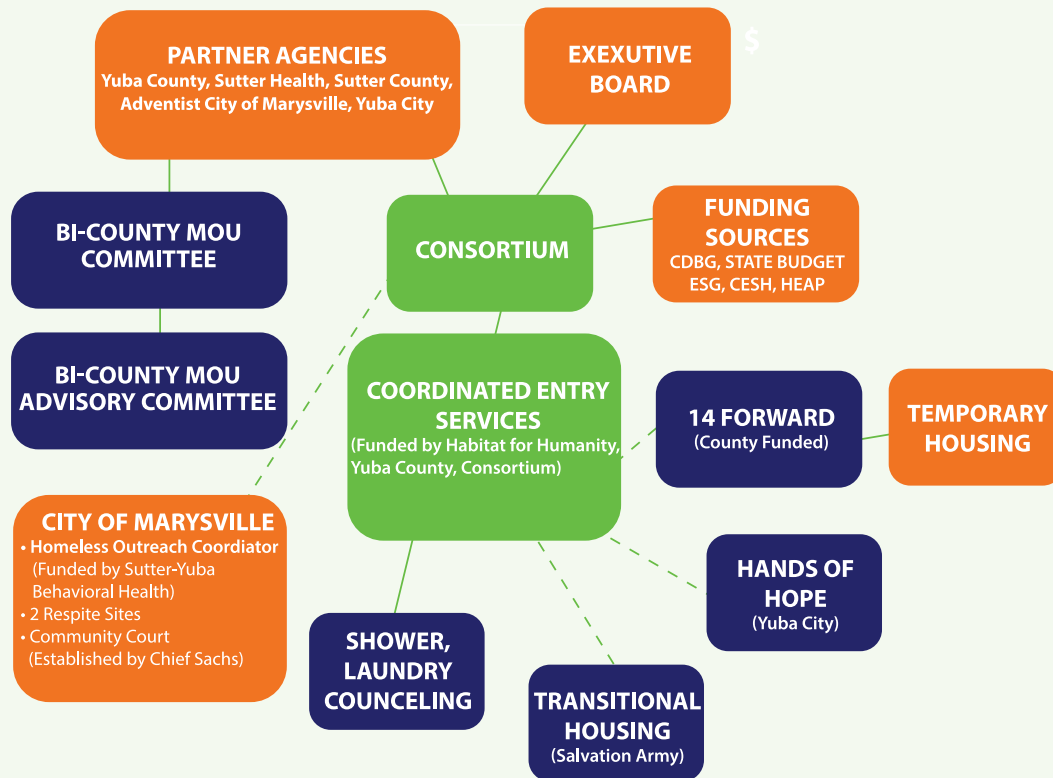 PARTNER AGENCIES
Yuba County, Sutter Health, Sutter County,
Adventist City of Marysville, Yuba City
EXEXUTIVE
BOARD
$
BI-COUNTY MOU
COMMITTEE
CONSORTIUM
FUNDING
SOURCES
CDBG, STATE BUDGET
ESG, CESH, HEAP
BI-COUNTY MOU
ADVISORY COMMITTEE
COORDINATED ENTRY
SERVICES
(Funded by Habitat for Humanity,
Yuba County, Consortium)
14 FORWARD
(County Funded)
TEMPORARY
HOUSING
CITY OF MARYSVILLE
• Homeless Outreach Coordiator
(Funded by Sutter-Yuba
Behavioral Health)
• 2 Respite Sites
• Community Court
(Established by Chief Sachs)
HANDS OF
HOPE
(Yuba City)
SHOWER,
LAUNDRY
COUNCELING
TRANSITIONAL
HOUSING
(Salvation Army)